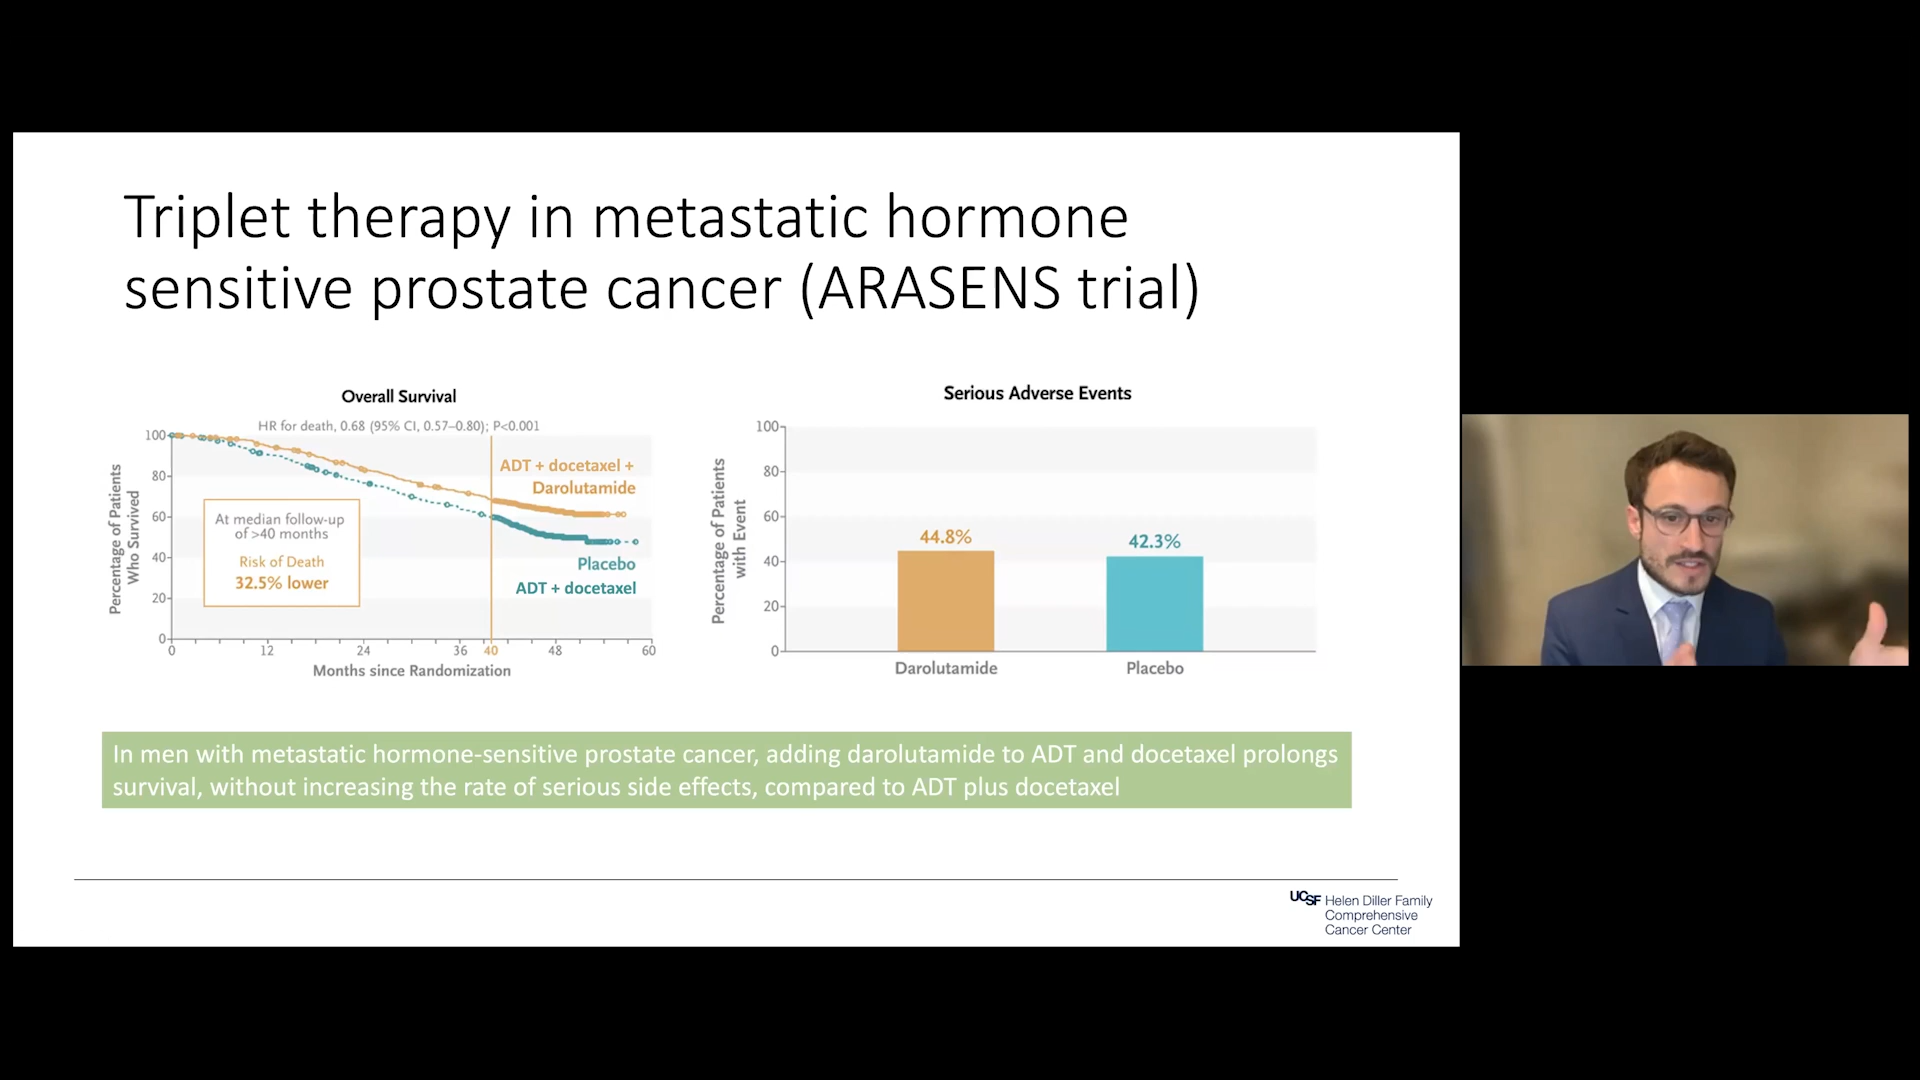 Triplet therapy in metastatic hormone
sensitive prostate cancer (ARASENS trial)
Overall Survival
HR for death, 0.68 (95% CI, 0.57–0.80); P<0.001
Percentage of Patients
Who Survived
100
80
60
40
20
0
ADT + docetaxel +
Darolutamide
At median follow-up
of >40 months
Risk of Death
32.5% lower
Placebo
ADT + docetaxel
0
12
24
36
40
48
60
Months since Randomization
Serious Adverse Events
Percentage of Patients
with Event
100
80
60
40
20
0
44.8%
42.3%
Darolutamide
Placebo
In men with metastatic hormone-sensitive prostate cancer, adding darolutamide to ADT and docetaxel prolongs
survival, without increasing the rate of serious side effects, compared to ADT plus docetaxel
UCSF Helen Diller Family
Comprehensive
Cancer Center